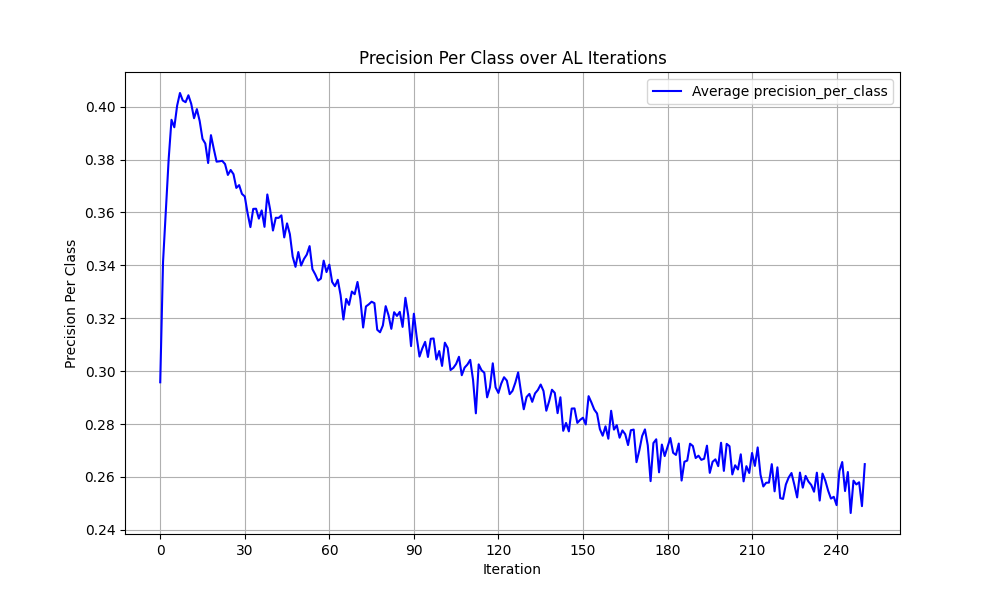 Precision Per Class over AL Iterations
Average precision_per_class
Precision Per Class
0.40
0.38
0.36
0.34
0.32
0.30
0.28
0.26
0.24
0 30 60 90 120 150 180 210 240
Iteration